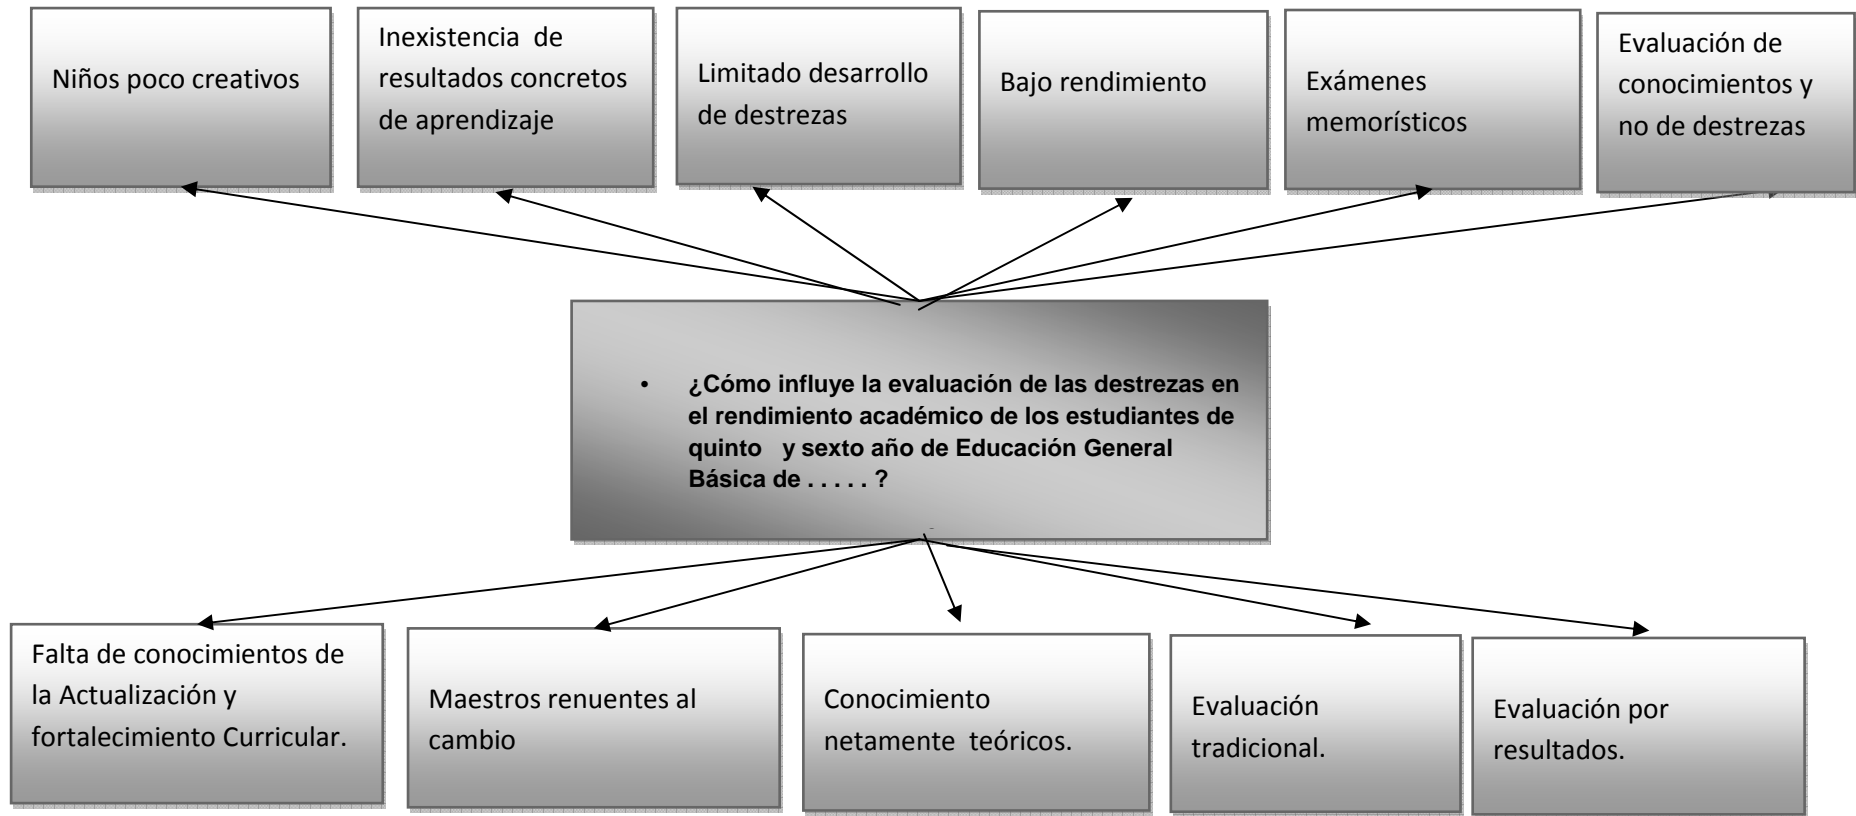 Niños poco creativos
Inexistencia de
resultados concretos
de aprendizaje
Limitado desarrollo
de destrezas
Bajo rendimiento
Exámenes
memorísticos
Evaluación de
conocimientos y
no de destrezas
• ¿Cómo influye la evaluación de las destrezas en
el rendimiento académico de los estudiantes de
quinto y sexto año de Educación General
Básica de . . . . . ?
Falta de conocimientos de
la Actualización y
fortalecimiento Curricular.
Maestros renuentes al
cambio
Conocimiento
netamente teóricos.
Evaluación
tradicional.
Evaluación por
resultados.